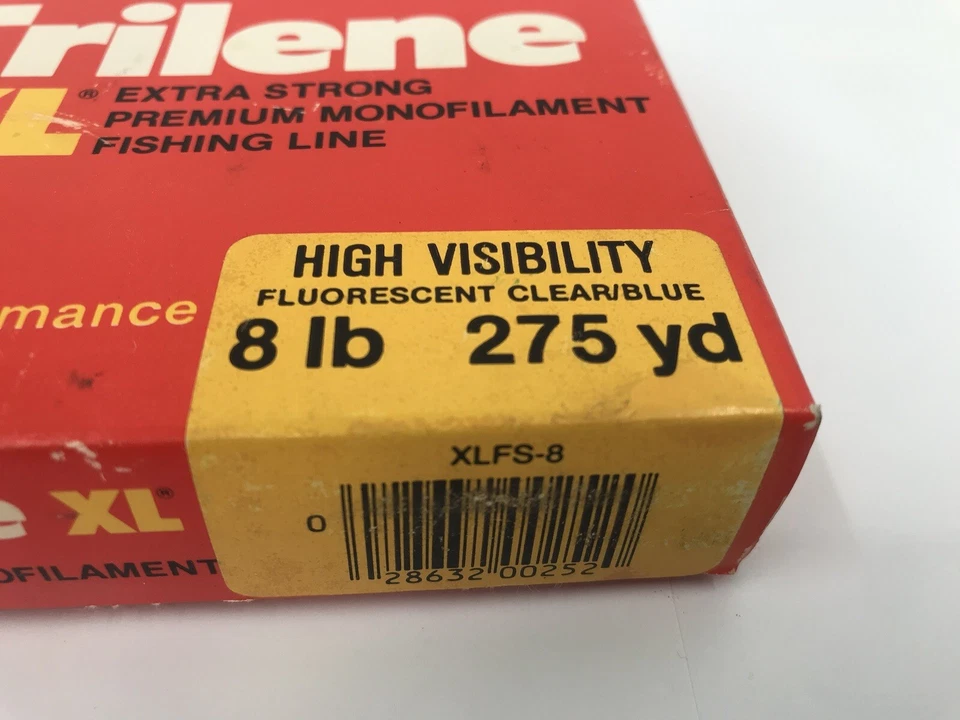 Trilene
XL® EXTRA STRONG
PREMIUM MONOFILAMENT
FISHING LINE
mance
HIGH VISIBILITY
FLUORESCENT CLEAR/BLUE
8 lb 275 yd
XLFS-8
e XL®
OFILAMENT
0 28632 00252